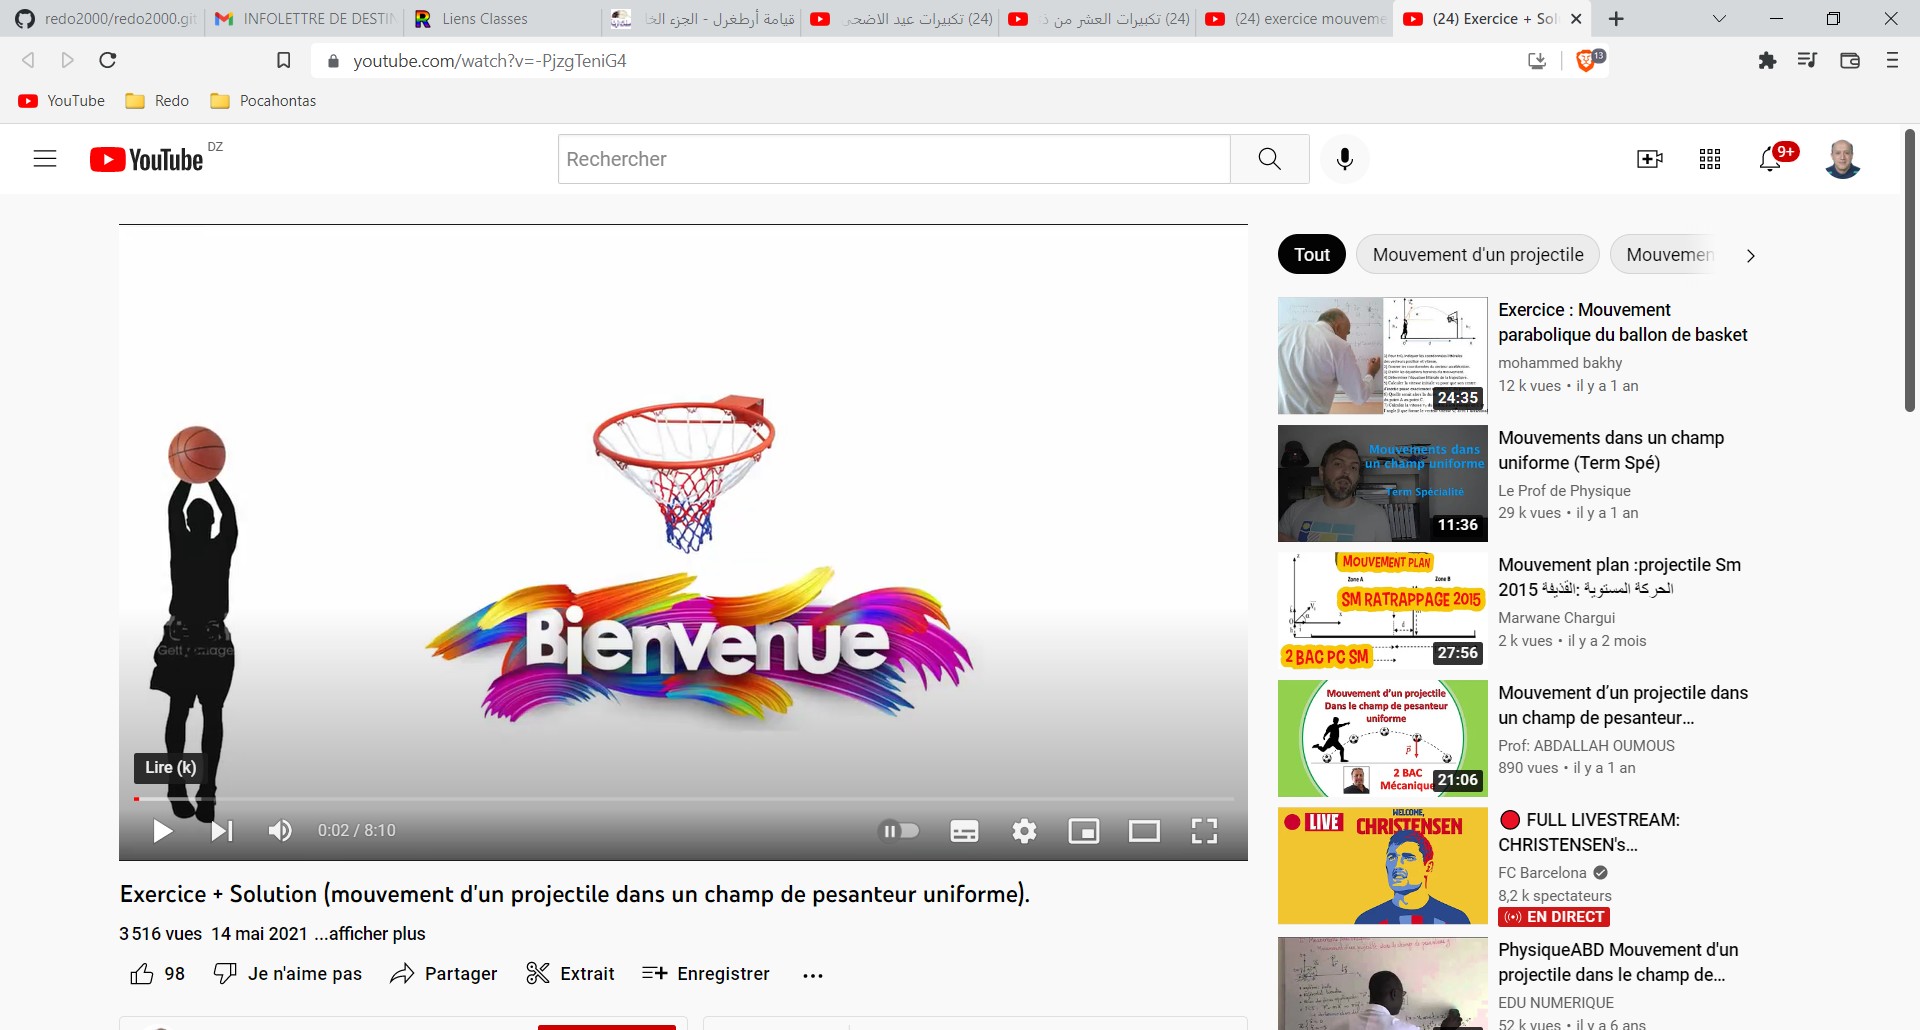 redo2000/redo2000.git
INFOLETTRE DE DESTIN
Liens Classes
قيامة أرطغرل - الجزء الخا
(24) تكبيرات عيد الاضحى
(24) تكبيرات العشر من ذ
(24) exercice mouveme
(24) Exercice + Sol
youtube.com/watch?v=-PjzgTeniG4
13
YouTube
Redo
Pocahontas
YouTube DZ
Rechercher
9+
Bienvenue
Lire (k)
0:02 / 8:10
Exercice + Solution (mouvement d'un projectile dans un champ de pesanteur uniforme).
3 516 vues 14 mai 2021 ...afficher plus
98 Je n'aime pas Partager Extrait Enregistrer
Tout
Mouvement d'un projectile
Mouvemen
24:35
Exercice : Mouvement
parabolique du ballon de basket
mohammed bakhy
12 k vues • il y a 1 an
Mouvements dans
un champ uniforme
Term Spécialité
11:36
Mouvements dans un champ
uniforme (Term Spé)
Le Prof de Physique
29 k vues • il y a 1 an
MOUVEMENT PLAN
Zone A
Zone B
SM RATRAPPAGE 2015
2 BAC PC SM
27:56
Mouvement plan :projectile Sm
2015 الحركة المستوية :القذيفة
Marwane Chargui
2 k vues • il y a 2 mois
Mouvement d'un projectile
Dans le champ de pesanteur
uniforme
2 BAC
Mécanique
21:06
Mouvement d'un projectile dans
un champ de pesanteur...
Prof: ABDALLAH OUMOUS
890 vues • il y a 1 an
LIVE
WELCOME,
CHRISTENSEN
FULL LIVESTREAM:
CHRISTENSEN's...
FC Barcelona
8,2 k spectateurs
EN DIRECT
PhysiqueABD Mouvement d'un
projectile dans le champ de...
EDU NUMERIQUE
52 k vues • il y a 6 ans